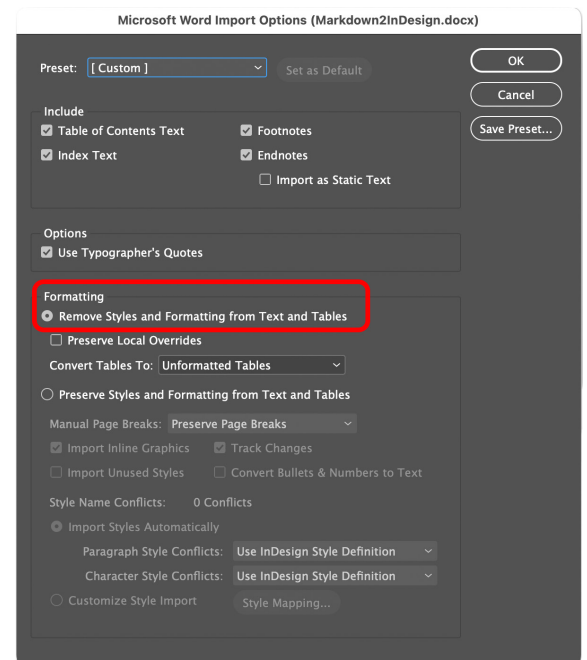 Microsoft Word Import Options (Markdown2InDesign.docx)
Preset: [ Custom ] Set as Default
OK
Cancel
Save Preset...
Include
Table of Contents Text Footnotes
Index Text Endnotes
Import as Static Text
Options
Use Typographer's Quotes
Formatting
Remove Styles and Formatting from Text and Tables
Preserve Local Overrides
Convert Tables To: Unformatted Tables
Preserve Styles and Formatting from Text and Tables
Manual Page Breaks: Preserve Page Breaks
Import Inline Graphics Track Changes
Import Unused Styles Convert Bullets & Numbers to Text
Style Name Conflicts: 0 Conflicts
Import Styles Automatically
Paragraph Style Conflicts: Use InDesign Style Definition
Character Style Conflicts: Use InDesign Style Definition
Customize Style Import Style Mapping...